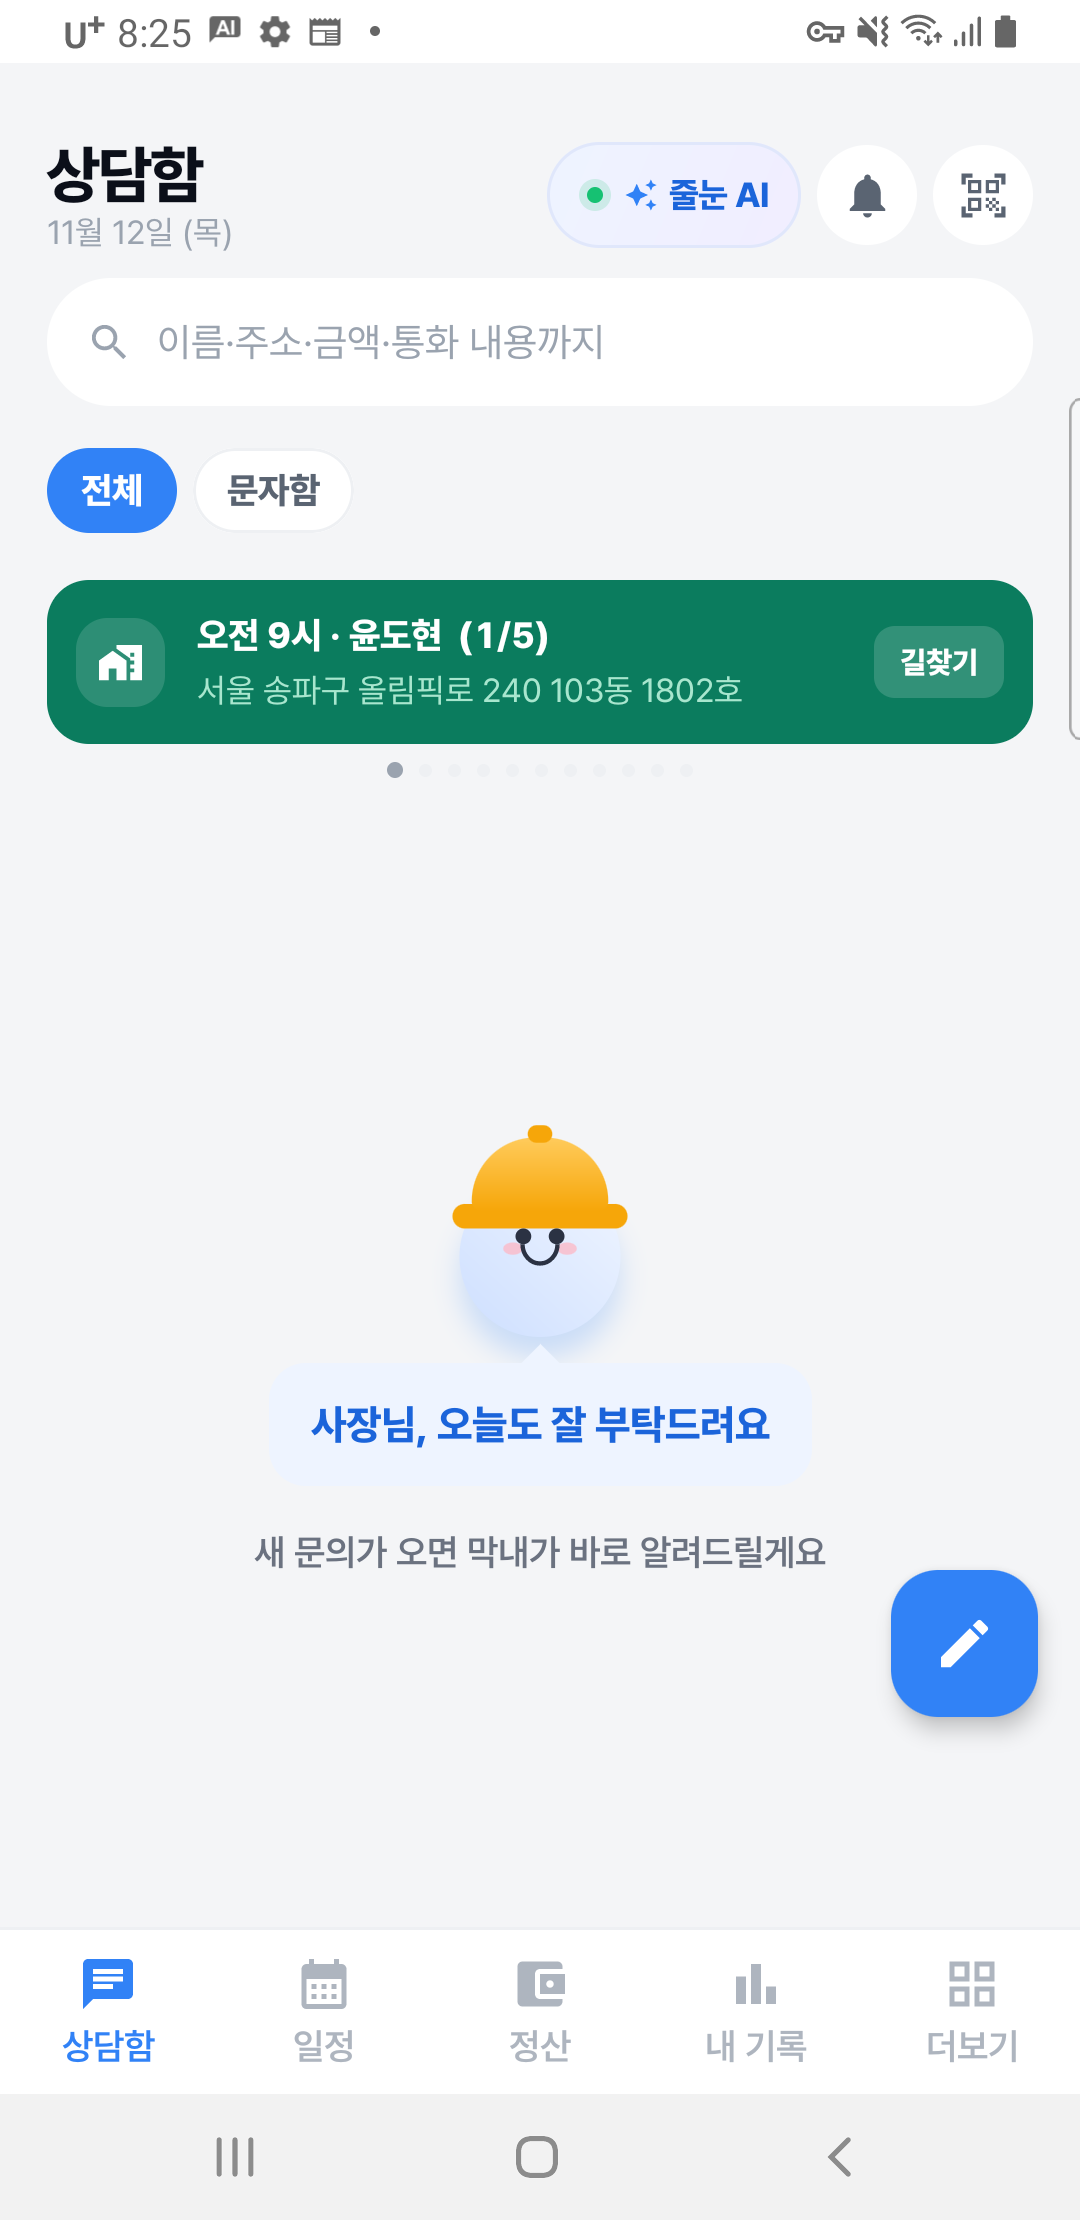 U+ 8:25 AI
상담함
11월 12일 (목)
줄눈 AI
이름·주소·금액·통화 내용까지
전체
문자함
오전 9시 · 윤도현 (1/5)
서울 송파구 올림픽로 240 103동 1802호
길찾기
사장님, 오늘도 잘 부탁드려요
새 문의가 오면 막내가 바로 알려드릴게요
상담함
일정
정산
내 기록
더보기